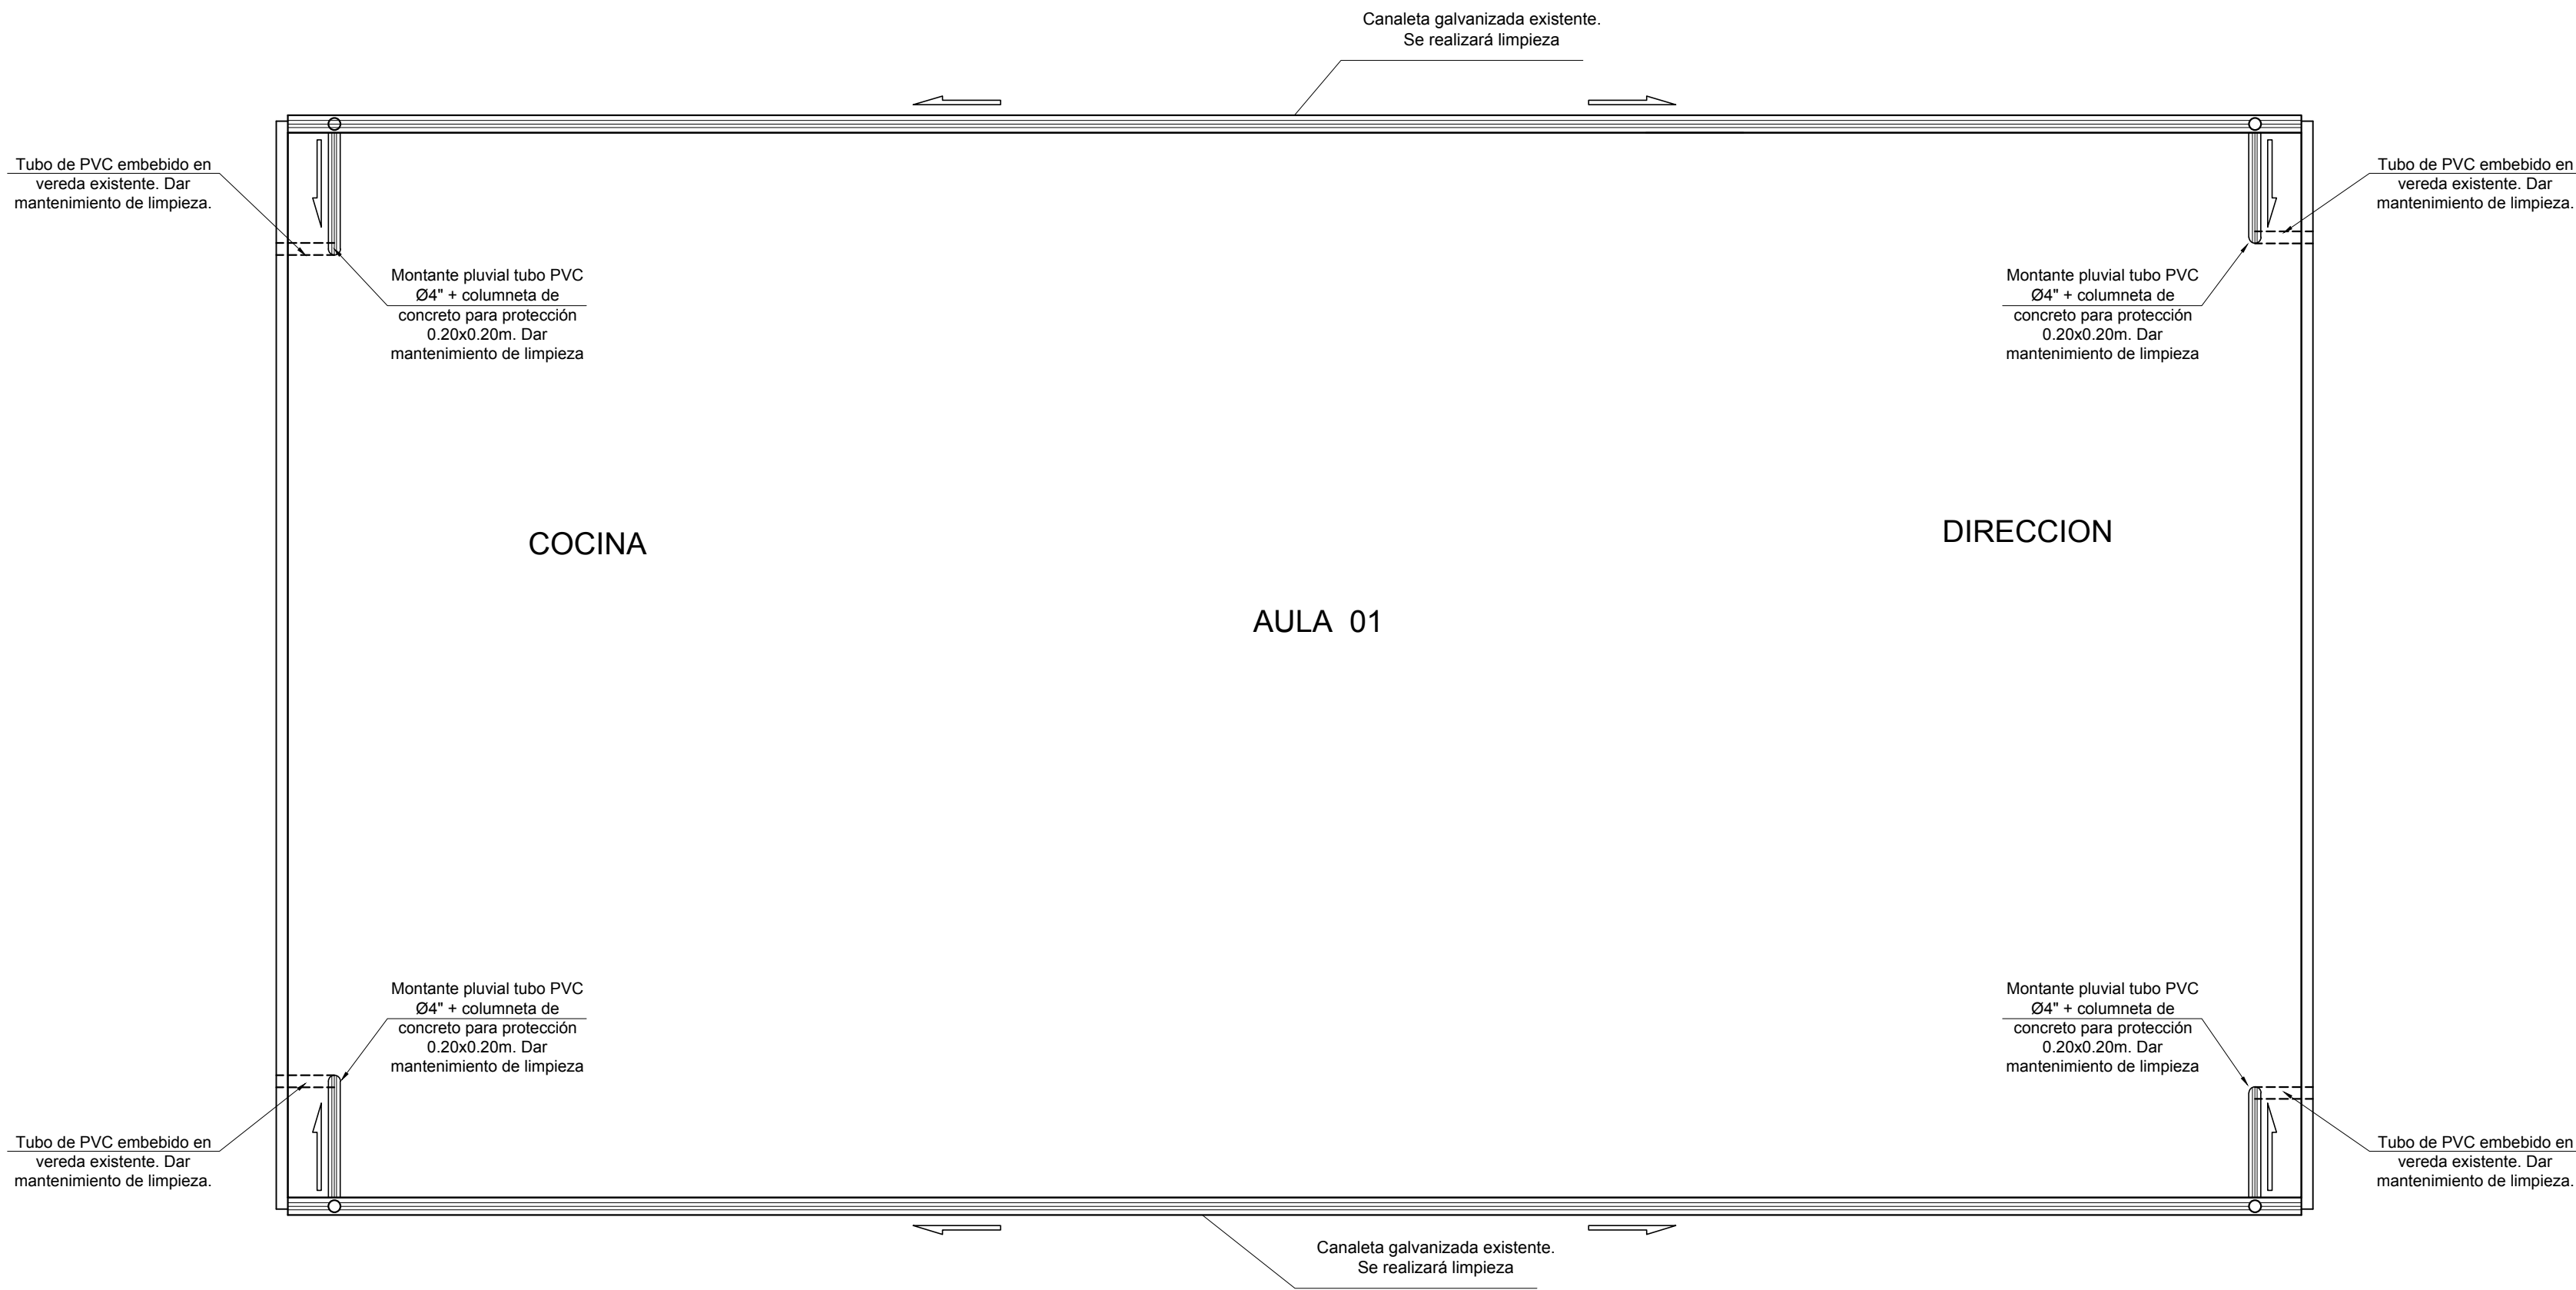 Canaleta galvanizada existente.
Se realizará limpieza
Tubo de PVC embebido en
vereda existente. Dar
mantenimiento de limpieza.
Tubo de PVC embebido en
vereda existente. Dar
mantenimiento de limpieza.
Montante pluvial tubo PVC
Ø4" + columneta de
concreto para protección
0.20x0.20m. Dar
mantenimiento de limpieza
Montante pluvial tubo PVC
Ø4" + columneta de
concreto para protección
0.20x0.20m. Dar
mantenimiento de limpieza
COCINA
DIRECCION
AULA 01
Montante pluvial tubo PVC
Ø4" + columneta de
concreto para protección
0.20x0.20m. Dar
mantenimiento de limpieza
Montante pluvial tubo PVC
Ø4" + columneta de
concreto para protección
0.20x0.20m. Dar
mantenimiento de limpieza
Tubo de PVC embebido en
vereda existente. Dar
mantenimiento de limpieza.
Tubo de PVC embebido en
vereda existente. Dar
mantenimiento de limpieza.
Canaleta galvanizada existente.
Se realizará limpieza